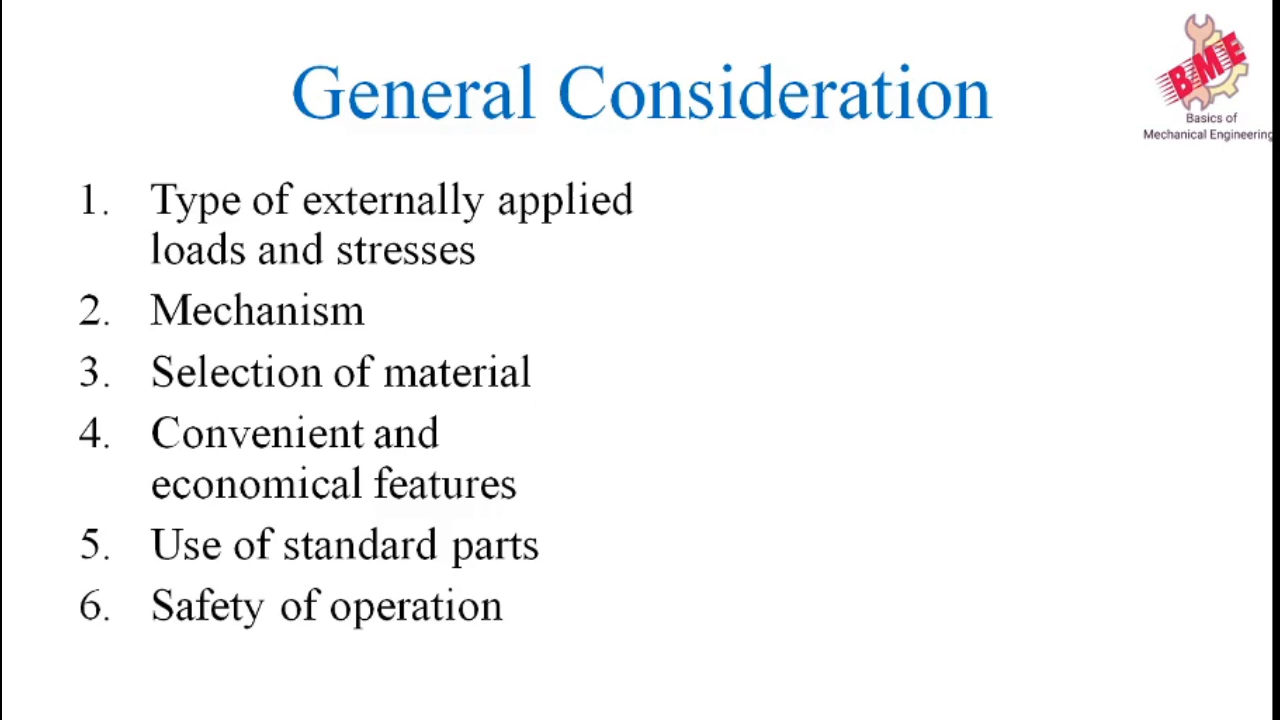 General Consideration
BME
Basics of
Mechanical Engineering
1. Type of externally applied
loads and stresses
2. Mechanism
3. Selection of material
4. Convenient and
economical features
5. Use of standard parts
6. Safety of operation